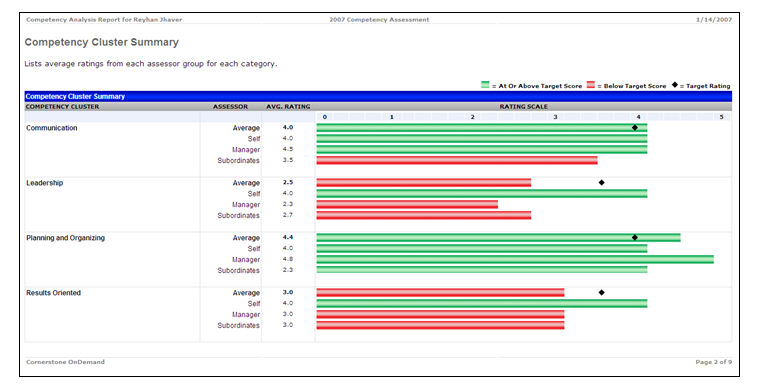 Competency Analysis Report for Reyhan Jhaver 2007 Competency Assessment 1/14/2007
Competency Cluster Summary
Lists average ratings from each assessor group for each category.
= At Or Above Target Score = Below Target Score = Target Rating
Competency Cluster Summary
COMPETENCY CLUSTER ASSESSOR AVG. RATING RATING SCALE
0 1 2 3 4 5
Communication Average 4.0
Self 4.0
Manager 4.5
Subordinates 3.5
Leadership Average 2.5
Self 4.0
Manager 2.3
Subordinates 2.7
Planning and Organizing Average 4.4
Self 4.0
Manager 4.8
Subordinates 2.3
Results Oriented Average 3.0
Self 4.0
Manager 3.0
Subordinates 3.0
Cornerstone OnDemand Page 2 of 9